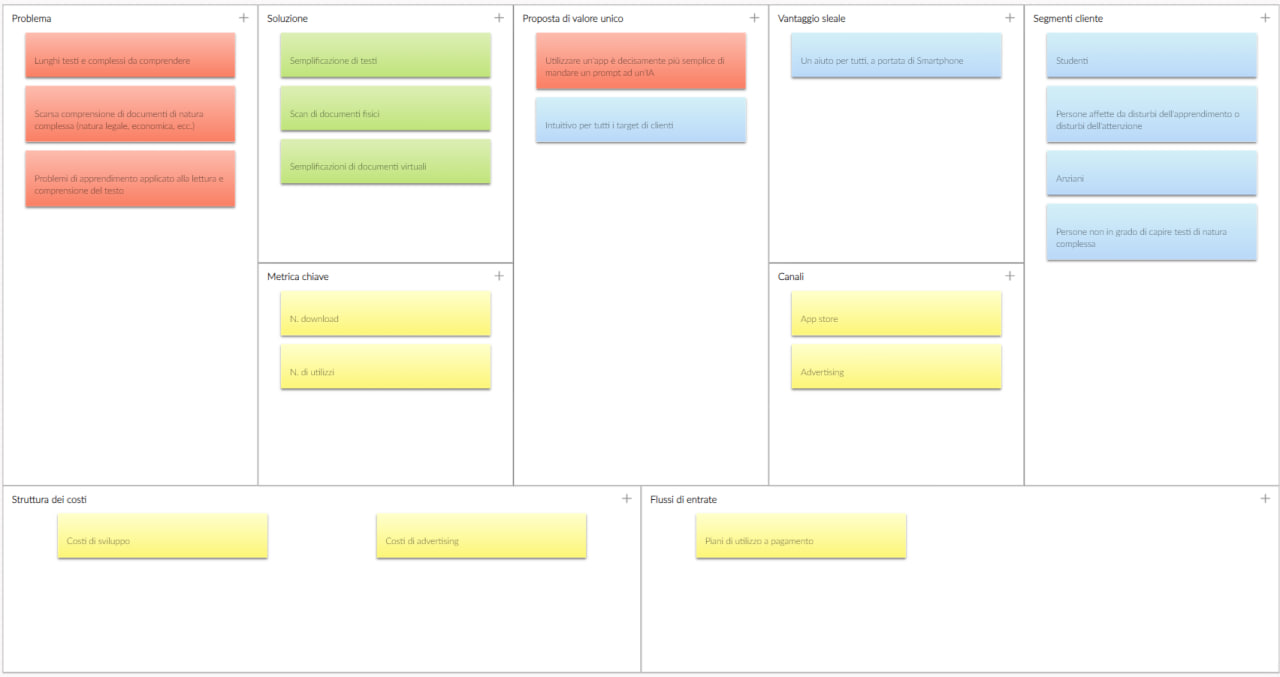 Problema
Lunghi testi e complessi da comprendere
Scarsa comprensione di documenti di natura
complessa (natura legale, economica, ecc.)
Problemi di apprendimento applicato alla lettura e
comprensione del testo
Soluzione
Semplificazione di testi
Scan di documenti fisici
Semplificazioni di documenti virtuali
Metrica chiave
N. download
N. di utilizzi
Proposta di valore unico
Utilizzare un'app è decisamente più semplice di
mandare un prompt ad un'IA
Intuitivo per tutti i target di clienti
Vantaggio sleale
Un aiuto per tutti, a portata di Smartphone
Canali
App store
Advertising
Segmenti cliente
Studenti
Persone affette da disturbi dell'apprendimento o
disturbi dell'attenzione
Anziani
Persone non in grado di capire testi di natura
complessa
Struttura dei costi
Costi di sviluppo
Costi di advertising
Flussi di entrate
Piani di utilizzo a pagamento